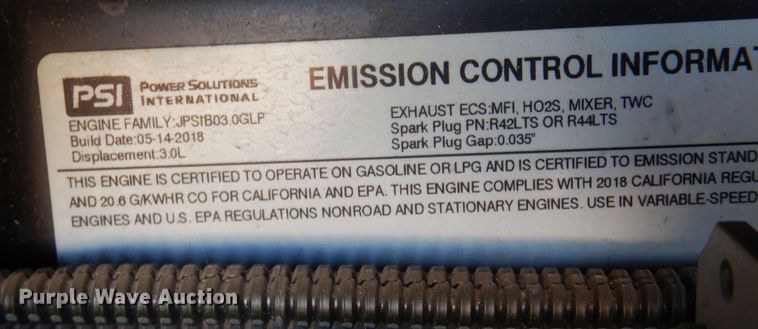 PSI
POWER SOLUTIONS
INTERNATIONAL
EMISSION CONTROL INFORMAT
ENGINE FAMILY:JPSIB03.0GLP
Build Date:05-14-2018
Displacement:3.0L
EXHAUST ECS:MFI, HO2S, MIXER, TWC
Spark Plug PN:R42LTS OR R44LTS
Spark Plug Gap:0.035"
THIS ENGINE IS CERTIFIED TO OPERATE ON GASOLINE OR LPG AND IS CERTIFIED TO EMISSION STAND
AND 20.6 G/KWHR CO FOR CALIFORNIA AND EPA. THIS ENGINE COMPLIES WITH 2018 CALIFORNIA REGU
ENGINES AND U.S. EPA REGULATIONS NONROAD AND STATIONARY ENGINES. USE IN VARIABLE-SPEED
Purple Wave Auction